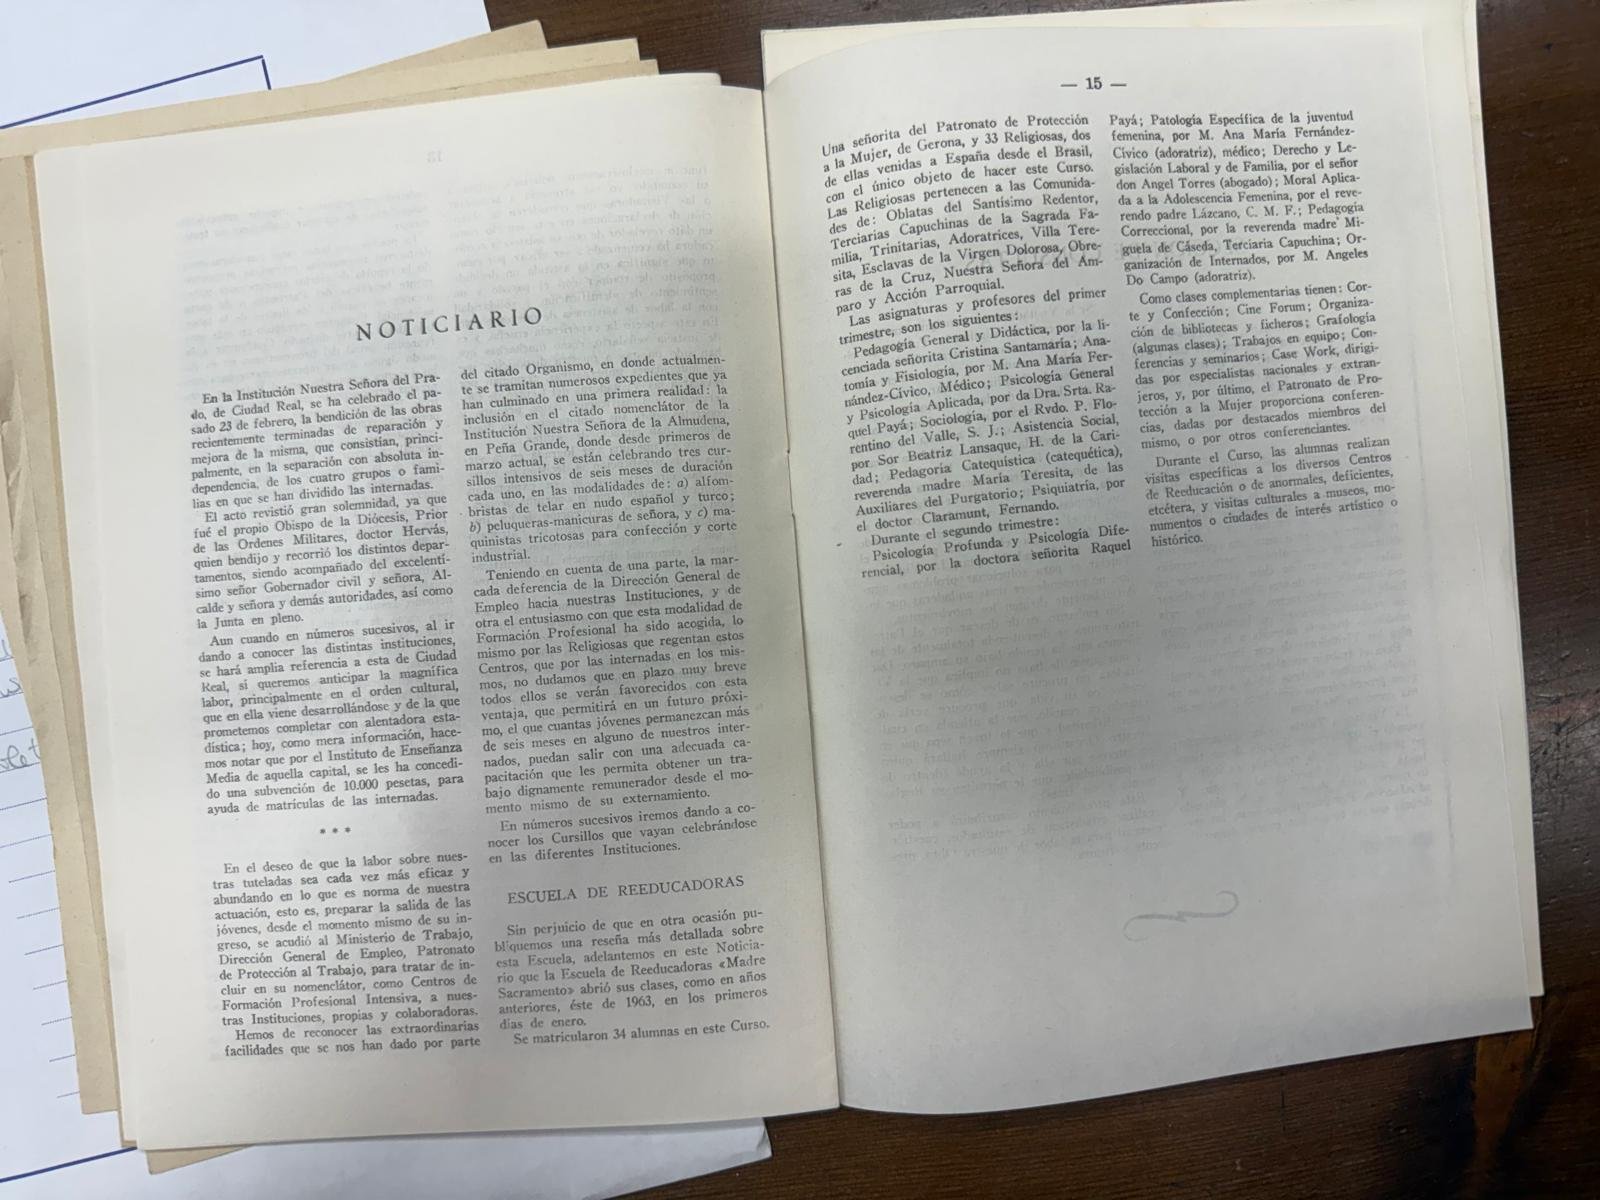 NOTICIARIO
En la Institución Nuestra Señora del Pra-
do, de Ciudad Real, se ha celebrado el pa-
sado 23 de febrero, la bendición de las obras
recientemente terminadas de reparación y
mejora de la misma, que consistían, princi-
palmente, en la separación con absoluta in-
dependencia, de los cuatro grupos o fami-
lias en que se han dividido las internadas.
El acto revistió gran solemnidad, ya que
fué el propio Obispo de la Diócesis, Prior
de las Ordenes Militares, doctor Hervás,
quien bendijo y recorrió los distintos depar-
tamentos, siendo acompañado del excelentí-
simo señor Gobernador civil y señora, Al-
calde y señora y demás autoridades, así como
la Junta en pleno.
Aun cuando en números sucesivos, al ir
dando a conocer las distintas instituciones,
se hará amplia referencia a esta de Ciudad
Real, sí queremos anticipar la magnífica
labor, principalmente en el orden cultural,
que en ella viene desarrollándose y de la que
prometemos completar con alentadora esta-
dística; hoy, como mera información, hace-
mos notar que por el Instituto de Enseñanza
Media de aquella capital, se les ha concedi-
do una subvención de 10.000 pesetas, para
ayuda de matrículas de las internadas.
* * *
En el deseo de que la labor sobre nues-
tras tuteladas sea cada vez más eficaz y
abundando en lo que es norma de nuestra
actuación, esto es, preparar la salida de las
jóvenes, desde el momento mismo de su in-
greso, se acudió al Ministerio de Trabajo,
Dirección General de Empleo, Patronato
de Protección al Trabajo, para tratar de in-
cluir en su nomenclátor, como Centros de
Formación Profesional Intensiva, a nues-
tras Instituciones, propias y colaboradoras.
Hemos de reconocer las extraordinarias
facilidades que se nos han dado por parte
del citado Organismo, en donde actualmen-
te se tramitan numerosos expedientes que ya
han culminado en una primera realidad: la
inclusión en el citado nomenclátor de la
Institución Nuestra Señora de la Almudena,
en Peña Grande, donde desde primeros de
marzo actual, se están celebrando tres cur-
sillos intensivos de seis meses de duración
cada uno, en las modalidades de: a) alfom-
bristas de telar en nudo español y turco;
b) peluqueras-manicuras de señora, y c) ma-
quinistas tricotosas para confección y corte
industrial.
Teniendo en cuenta de una parte, la mar-
cada deferencia de la Dirección General de
Empleo hacia nuestras Instituciones, y de
otra el entusiasmo con que esta modalidad de
Formación Profesional ha sido acogida, lo
mismo por las Religiosas que regentan estos
Centros, que por las internadas en los mis-
mos, no dudamos que en plazo muy breve
todos ellos se verán favorecidos con esta
ventaja, que permitirá en un futuro próxi-
mo, el que cuantas jóvenes permanezcan más
de seis meses en alguno de nuestros inter-
nados, puedan salir con una adecuada ca-
pacitación que les permita obtener un tra-
bajo dignamente remunerador desde el mo-
mento mismo de su externamiento.
En números sucesivos iremos dando a co-
nocer los Cursillos que vayan celebrándose
en las diferentes Instituciones.
ESCUELA DE REEDUCADORAS
Sin perjuicio de que en otra ocasión pu-
bliquemos una reseña más detallada sobre
esta Escuela, adelantemos en este Noticia-
rio que la Escuela de Reeducadoras «Madre
Sacramento» abrió sus clases, como en años
anteriores, éste de 1963, en los primeros
días de enero.
Se matricularon 34 alumnas en este Curso.
— 15 —
Una señorita del Patronato de Protección
a la Mujer, de Gerona, y 33 Religiosas, dos
de ellas venidas a España desde el Brasil,
con el único objeto de hacer este Curso.
Las Religiosas pertenecen a las Comunida-
des de: Oblatas del Santísimo Redentor,
Terciarias Capuchinas de la Sagrada Fa-
milia, Trinitarias, Adoratrices, Villa Tere-
sita, Esclavas de la Virgen Dolorosa, Obre-
ras de la Cruz, Nuestra Señora del Am-
paro y Acción Parroquial.
Las asignaturas y profesores del primer
trimestre, son los siguientes:
Pedagogía General y Didáctica, por la li-
cenciada señorita Cristina Santamaría; Ana-
tomía y Fisiología, por M. Ana María Fer-
nández-Cívico, Médico; Psicología General
y Psicología Aplicada, por da Dra. Srta. Ra-
quel Payá; Sociología, por el Rvdo. P. Flo-
rentino del Valle, S. J.; Asistencia Social,
por Sor Beatriz Lansaque, H. de la Cari-
dad; Pedagoría Catequística (catequética),
reverenda madre María Teresita, de las
Auxiliares del Purgatorio; Psiquiatría, por
el doctor Claramunt, Fernando.
Durante el segundo trimestre:
Psicología Profunda y Psicología Dife-
rencial, por la doctora señorita Raquel
Payá; Patología Específica de la juventud
femenina, por M. Ana María Fernández-
Cívico (adoratriz), médico; Derecho y Le-
gislación Laboral y de Familia, por el señor
don Angel Torres (abogado); Moral Aplica-
da a la Adolescencia Femenina, por el reve-
rendo padre Lázcano, C. M. F.; Pedagogía
Correccional, por la reverenda madre Mi-
guela de Cáseda, Terciaria Capuchina; Or-
ganización de Internados, por M. Angeles
Do Campo (adoratriz).
Como clases complementarias tienen: Cor-
te y Confección; Cine Forum; Organiza-
ción de bibliotecas y ficheros; Grafología
(algunas clases); Trabajos en equipo; Con-
ferencias y seminarios; Case Work, dirigi-
das por especialistas nacionales y extran-
jeros, y, por último, el Patronato de Pro-
tección a la Mujer proporciona conferen-
cias, dadas por destacados miembros del
mismo, o por otros conferenciantes.
Durante el Curso, las alumnas realizan
visitas específicas a los diversos Centros
de Reeducación o de anormales, deficientes,
etcétera, y visitas culturales a museos, mo-
numentos o ciudades de interés artístico o
histórico.